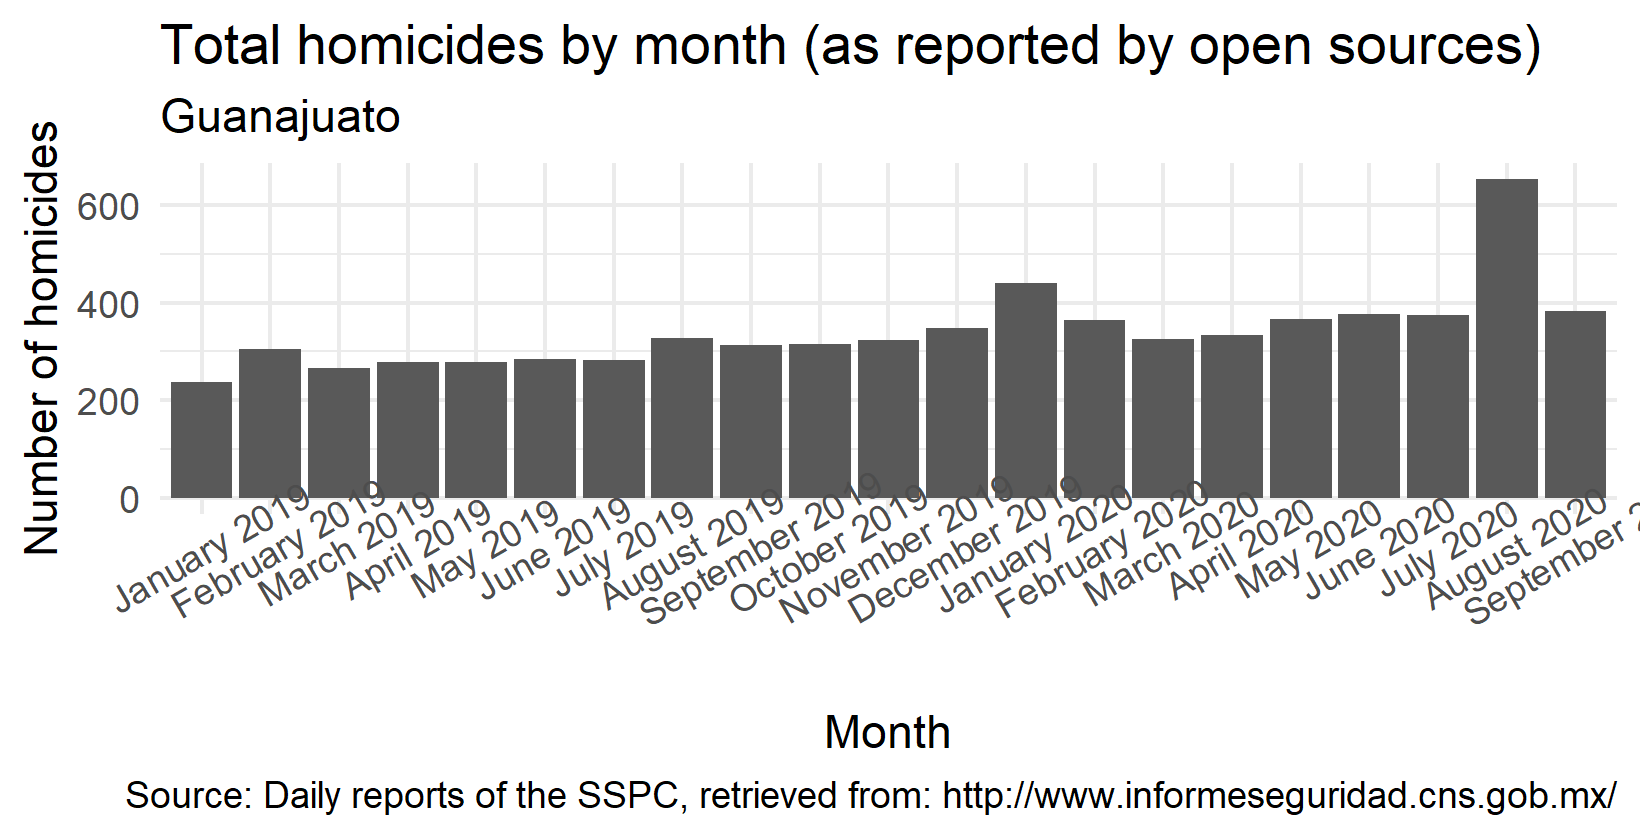 Total homicides by month (as reported by open sources)
Guanajuato
Number of homicides
600
400
200
0
January 2019
February 2019
March 2019
April 2019
May 2019
June 2019
July 2019
August 2019
September 2019
October 2019
November 2019
December 2019
January 2020
February 2020
March 2020
April 2020
May 2020
June 2020
July 2020
August 2020
September 2
Month
Source: Daily reports of the SSPC, retrieved from: http://www.informeseguridad.cns.gob.mx/